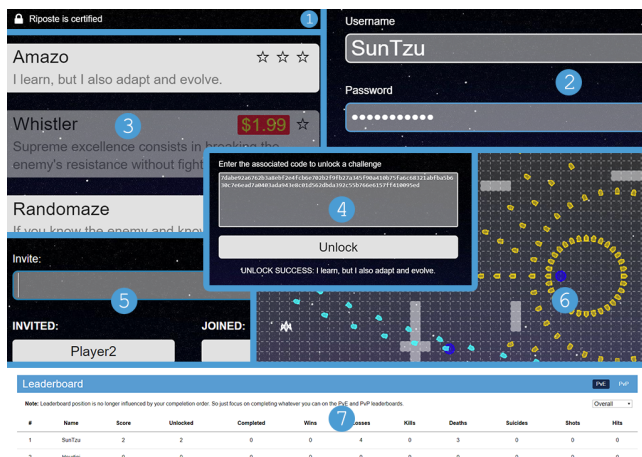 Riposte is certified
1
Amazo
☆ ☆ ☆
I learn, but I also adapt and evolve.
Whistler
$1.99 ☆
3
Supreme excellence consists in breaking the
enemy's resistance without fight
Randomaze
If you know the enemy and know
Username
SunTzu
2
Password
•••••••••••
Enter the associated code to unlock a challenge
4
Unlock
UNLOCK SUCCESS: I learn, but I also adapt and evolve.
Invite:
5
INVITED:
JOINED:
Player2
6
Leaderboard
PvE PvP
Note: Leaderboard position is no longer influenced by your competition order. So just focus on completing whatever you can on the PvE and PvP leaderboards.
Overall
7
# Name Score Unlocked Completed Wins Losses Kills Deaths Suicides Shots Hits
1 SunTzu 2 2 0 0 4 0 3 0 0 0